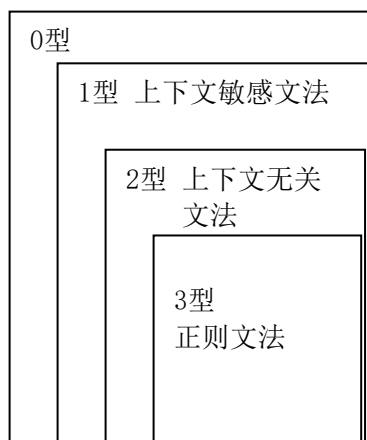 0型
1型 上下文敏感文法
2型 上下文无关
文法
3型
正则文法